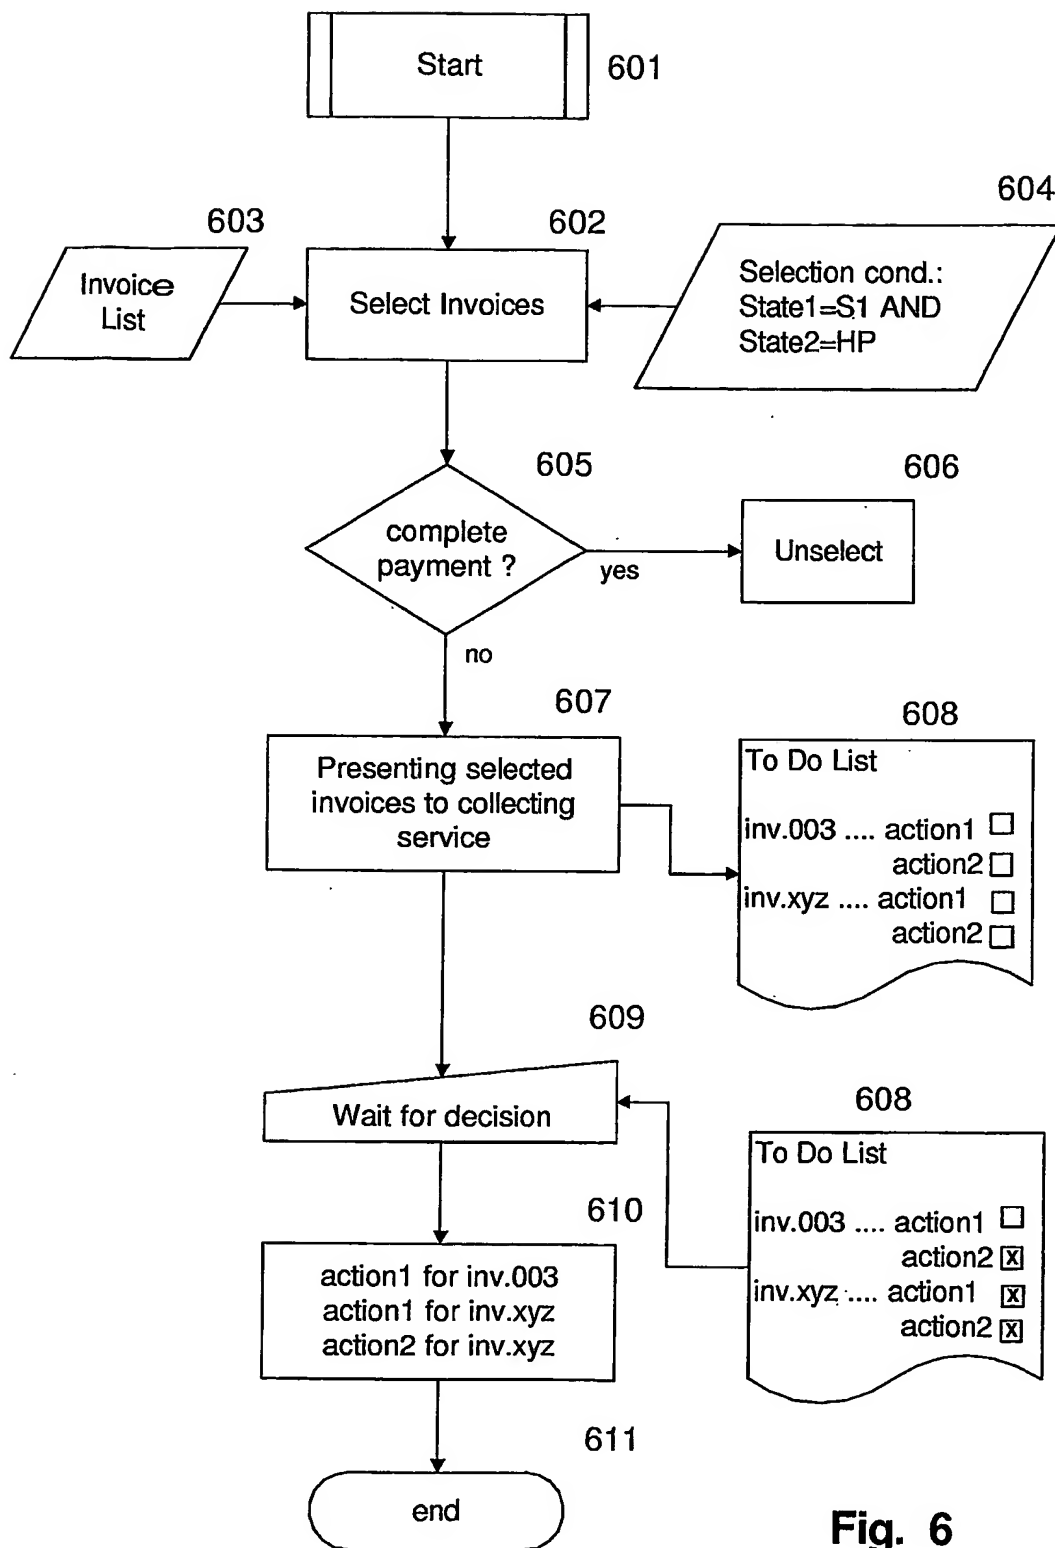 Start
601
603
602
604
Invoice
List
Select Invoices
Selection cond.:
State1=S1 AND
State2=HP
605
606
complete
payment ?
yes
Unselect
no
607
608
Presenting selected
invoices to collecting
service
To Do List
inv.003 .... action1
action2
inv.xyz .... action1
action2
609
Wait for decision
608
To Do List
inv.003 .... action1
action2 X
inv.xyz .... action1 X
action2 X
610
action1 for inv.003
action1 for inv.xyz
action2 for inv.xyz
611
end
Fig. 6